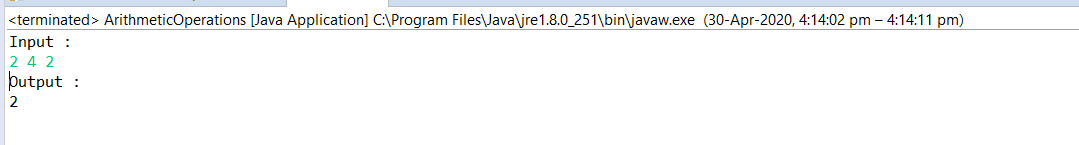 <terminated> ArithmeticOperations [Java Application] C:\Program Files\Java\jre1.8.0_251\bin\javaw.exe (30-Apr-2020, 4:14:02 pm – 4:14:11 pm)
Input :
2 4 2
Output :
2